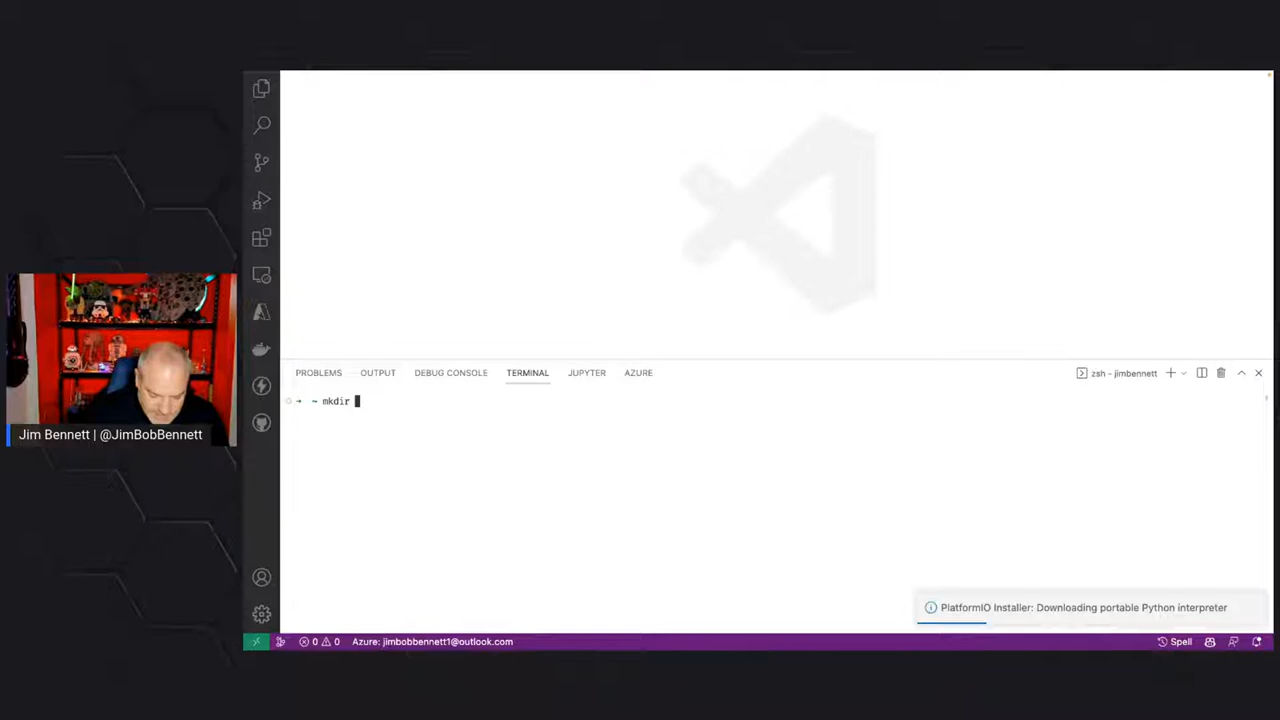 PROBLEMS OUTPUT DEBUG CONSOLE TERMINAL JUPYTER AZURE zsh - jimbennett
→ ~ mkdir
Jim Bennett | @JimBobBennett
PlatformIO Installer: Downloading portable Python interpreter
0 0 Azure: jimbobbennett1@outlook.com Spell